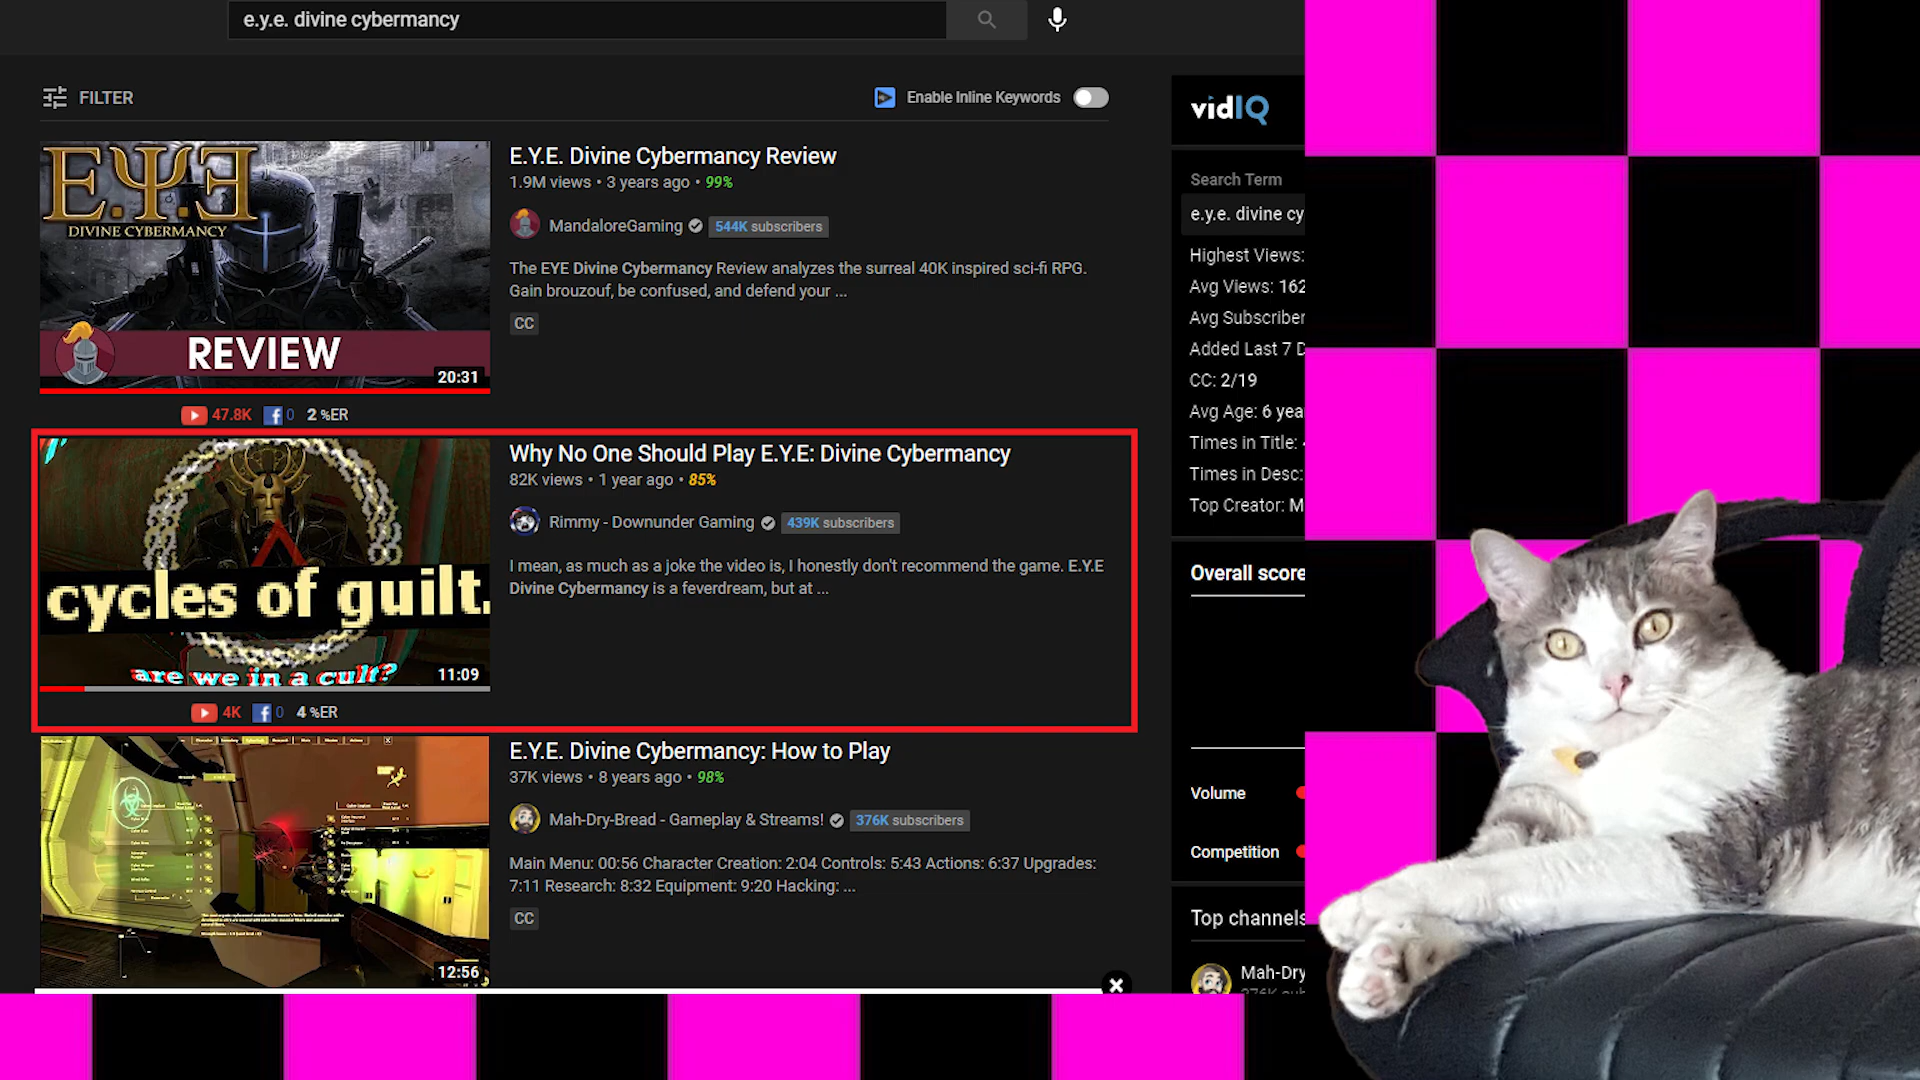 e.y.e. divine cybermancy
FILTER
Enable Inline Keywords
E.Y.E
DIVINE CYBERMANCY
REVIEW
20:31
E.Y.E. Divine Cybermancy Review
1.9M views • 3 years ago • 99%
MandaloreGaming
544K subscribers
The EYE Divine Cybermancy Review analyzes the surreal 40K inspired sci-fi RPG.
Gain brouzouf, be confused, and defend your ...
CC
47.8K 0 2 %ER
cycles of guilt.
are we in a cult?
11:09
Why No One Should Play E.Y.E: Divine Cybermancy
82K views • 1 year ago • 85%
Rimmy - Downunder Gaming
439K subscribers
I mean, as much as a joke the video is, I honestly don't recommend the game. E.Y.E
Divine Cybermancy is a feverdream, but at ...
4K 0 4 %ER
12:56
E.Y.E. Divine Cybermancy: How to Play
37K views • 8 years ago • 98%
Mah-Dry-Bread - Gameplay & Streams!
376K subscribers
Main Menu: 00:56 Character Creation: 2:04 Controls: 5:43 Actions: 6:37 Upgrades:
7:11 Research: 8:32 Equipment: 9:20 Hacking: ...
CC
vidIQ
Search Term
e.y.e. divine cy
Highest Views:
Avg Views: 162
Avg Subscriber
Added Last 7 D
CC: 2/19
Avg Age: 6 yea
Times in Title:
Times in Desc:
Top Creator: M
Overall score
Volume
Competition
Top channels
Mah-Dry